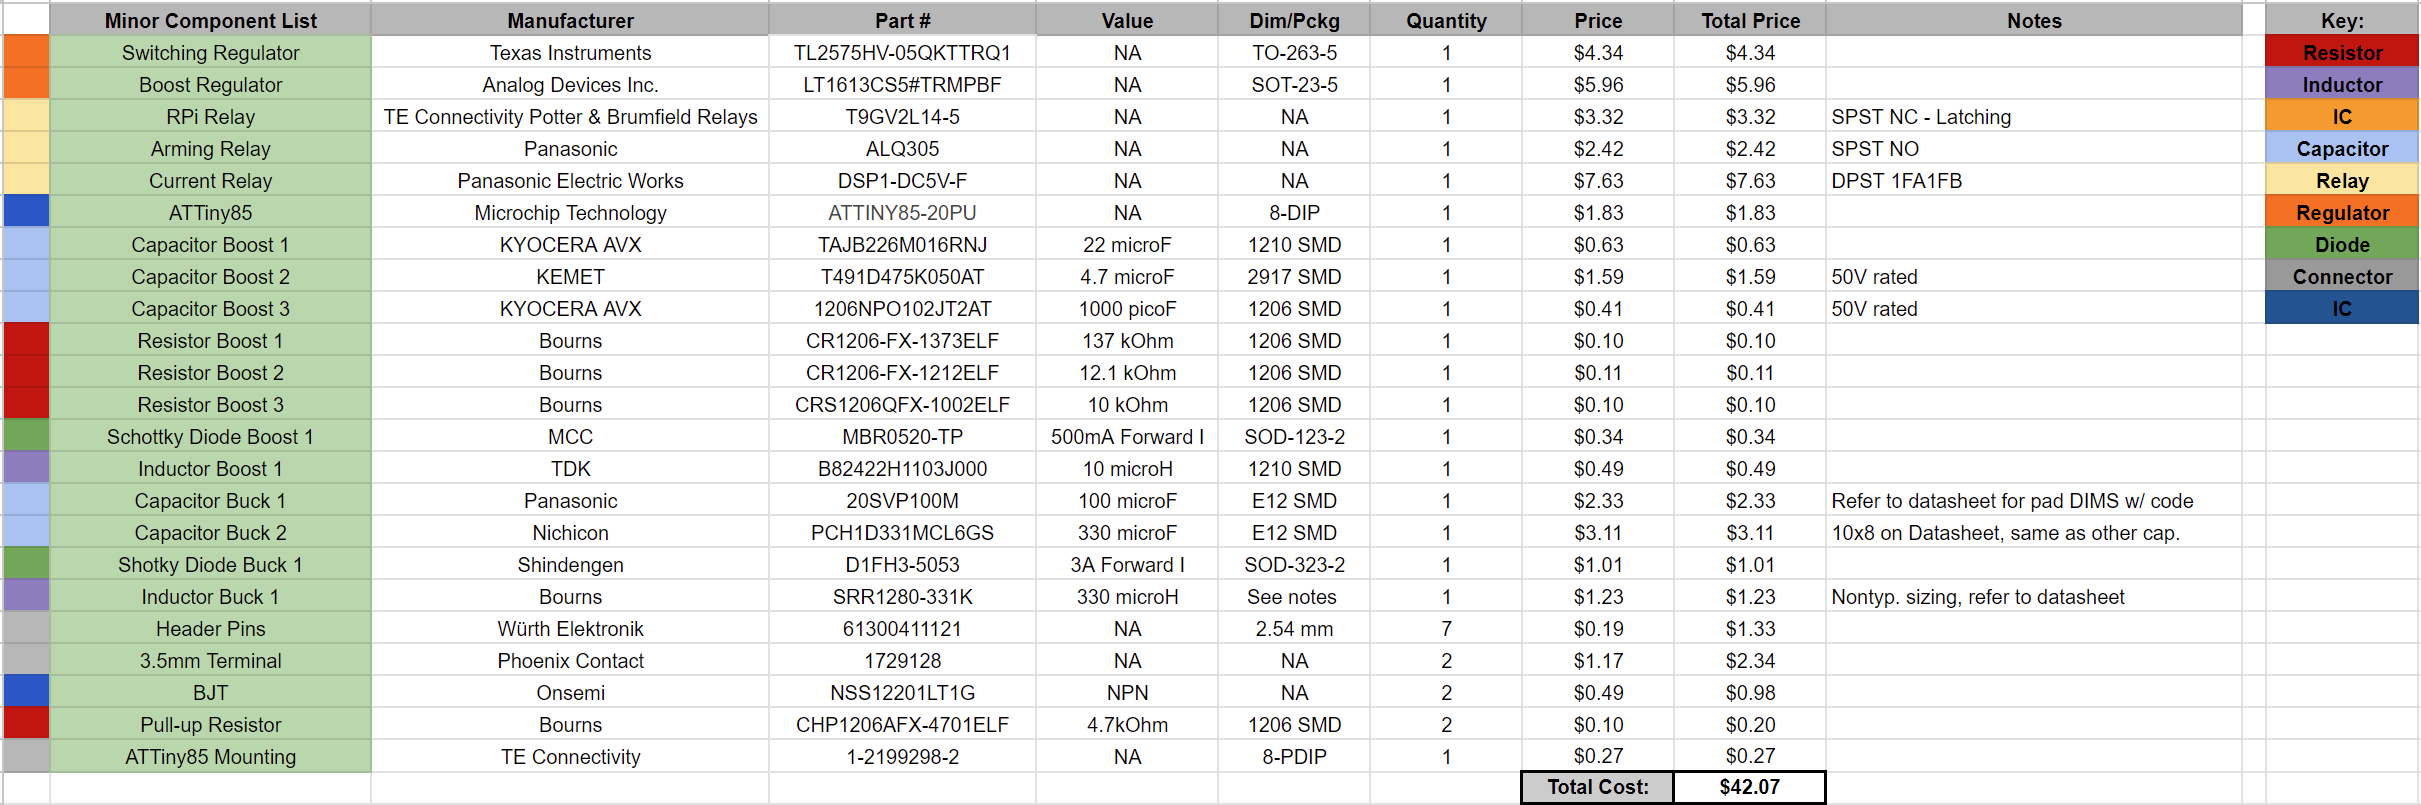 Minor Component List Manufacturer Part # Value Dim/Pckg Quantity Price Total Price Notes Key:
Switching Regulator Texas Instruments TL2575HV-05QKTTRQ1 NA TO-263-5 1 $4.34 $4.34 Resistor
Boost Regulator Analog Devices Inc. LT1613CS5#TRMPBF NA SOT-23-5 1 $5.96 $5.96 Inductor
RPi Relay TE Connectivity Potter & Brumfield Relays T9GV2L14-5 NA NA 1 $3.32 $3.32 SPST NC - Latching IC
Arming Relay Panasonic ALQ305 NA NA 1 $2.42 $2.42 SPST NO Capacitor
Current Relay Panasonic Electric Works DSP1-DC5V-F NA NA 1 $7.63 $7.63 DPST 1FA1FB Relay
ATTiny85 Microchip Technology ATTINY85-20PU NA 8-DIP 1 $1.83 $1.83 Regulator
Capacitor Boost 1 KYOCERA AVX TAJB226M016RNJ 22 microF 1210 SMD 1 $0.63 $0.63 Diode
Capacitor Boost 2 KEMET T491D475K050AT 4.7 microF 2917 SMD 1 $1.59 $1.59 50V rated Connector
Capacitor Boost 3 KYOCERA AVX 1206NPO102JT2AT 1000 picoF 1206 SMD 1 $0.41 $0.41 50V rated IC
Resistor Boost 1 Bourns CR1206-FX-1373ELF 137 kOhm 1206 SMD 1 $0.10 $0.10
Resistor Boost 2 Bourns CR1206-FX-1212ELF 12.1 kOhm 1206 SMD 1 $0.11 $0.11
Resistor Boost 3 Bourns CRS1206QFX-1002ELF 10 kOhm 1206 SMD 1 $0.10 $0.10
Schottky Diode Boost 1 MCC MBR0520-TP 500mA Forward I SOD-123-2 1 $0.34 $0.34
Inductor Boost 1 TDK B82422H1103J000 10 microH 1210 SMD 1 $0.49 $0.49
Capacitor Buck 1 Panasonic 20SVP100M 100 microF E12 SMD 1 $2.33 $2.33 Refer to datasheet for pad DIMS w/ code
Capacitor Buck 2 Nichicon PCH1D331MCL6GS 330 microF E12 SMD 1 $3.11 $3.11 10x8 on Datasheet, same as other cap.
Shotky Diode Buck 1 Shindengen D1FH3-5053 3A Forward I SOD-323-2 1 $1.01 $1.01
Inductor Buck 1 Bourns SRR1280-331K 330 microH See notes 1 $1.23 $1.23 Nontyp. sizing, refer to datasheet
Header Pins Würth Elektronik 61300411121 NA 2.54 mm 7 $0.19 $1.33
3.5mm Terminal Phoenix Contact 1729128 NA NA 2 $1.17 $2.34
BJT Onsemi NSS12201LT1G NPN NA 2 $0.49 $0.98
Pull-up Resistor Bourns CHP1206AFX-4701ELF 4.7kOhm 1206 SMD 2 $0.10 $0.20
ATTiny85 Mounting TE Connectivity 1-2199298-2 NA 8-PDIP 1 $0.27 $0.27
Total Cost: $42.07